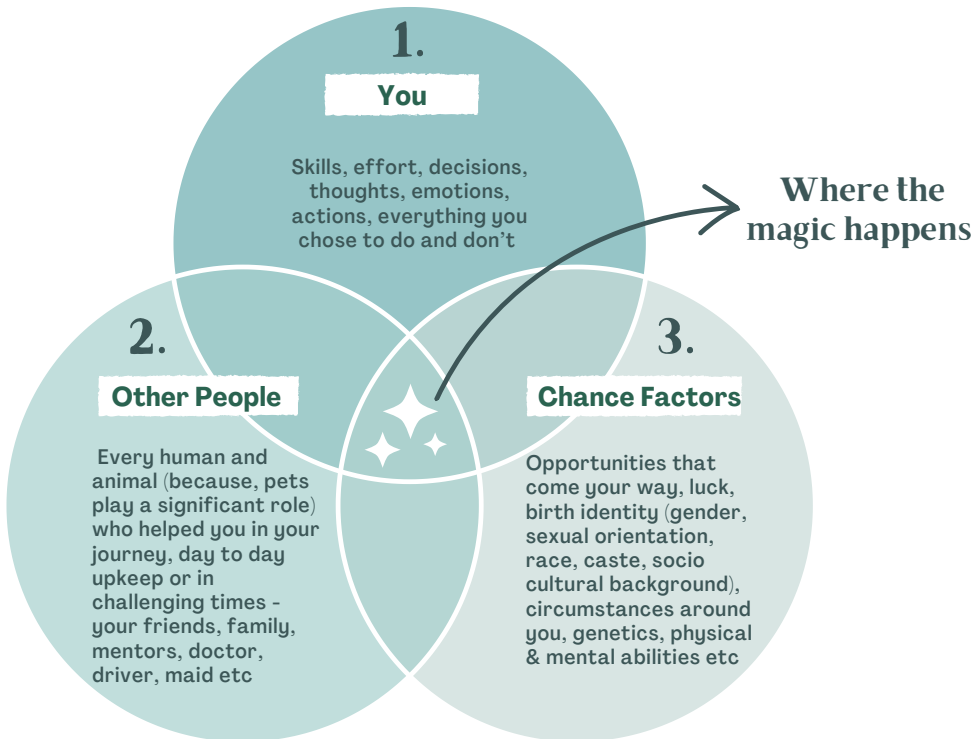 1.
You
Skills, effort, decisions,
thoughts, emotions,
actions, everything you
chose to do and don't
Where the
magic happens
2.
Other People
Every human and
animal (because, pets
play a significant role)
who helped you in your
journey, day to day
upkeep or in
challenging times -
your friends, family,
mentors, doctor,
driver, maid etc
3.
Chance Factors
Opportunities that
come your way, luck,
birth identity (gender,
sexual orientation,
race, caste, socio
cultural background),
circumstances around
you, genetics, physical
& mental abilities etc